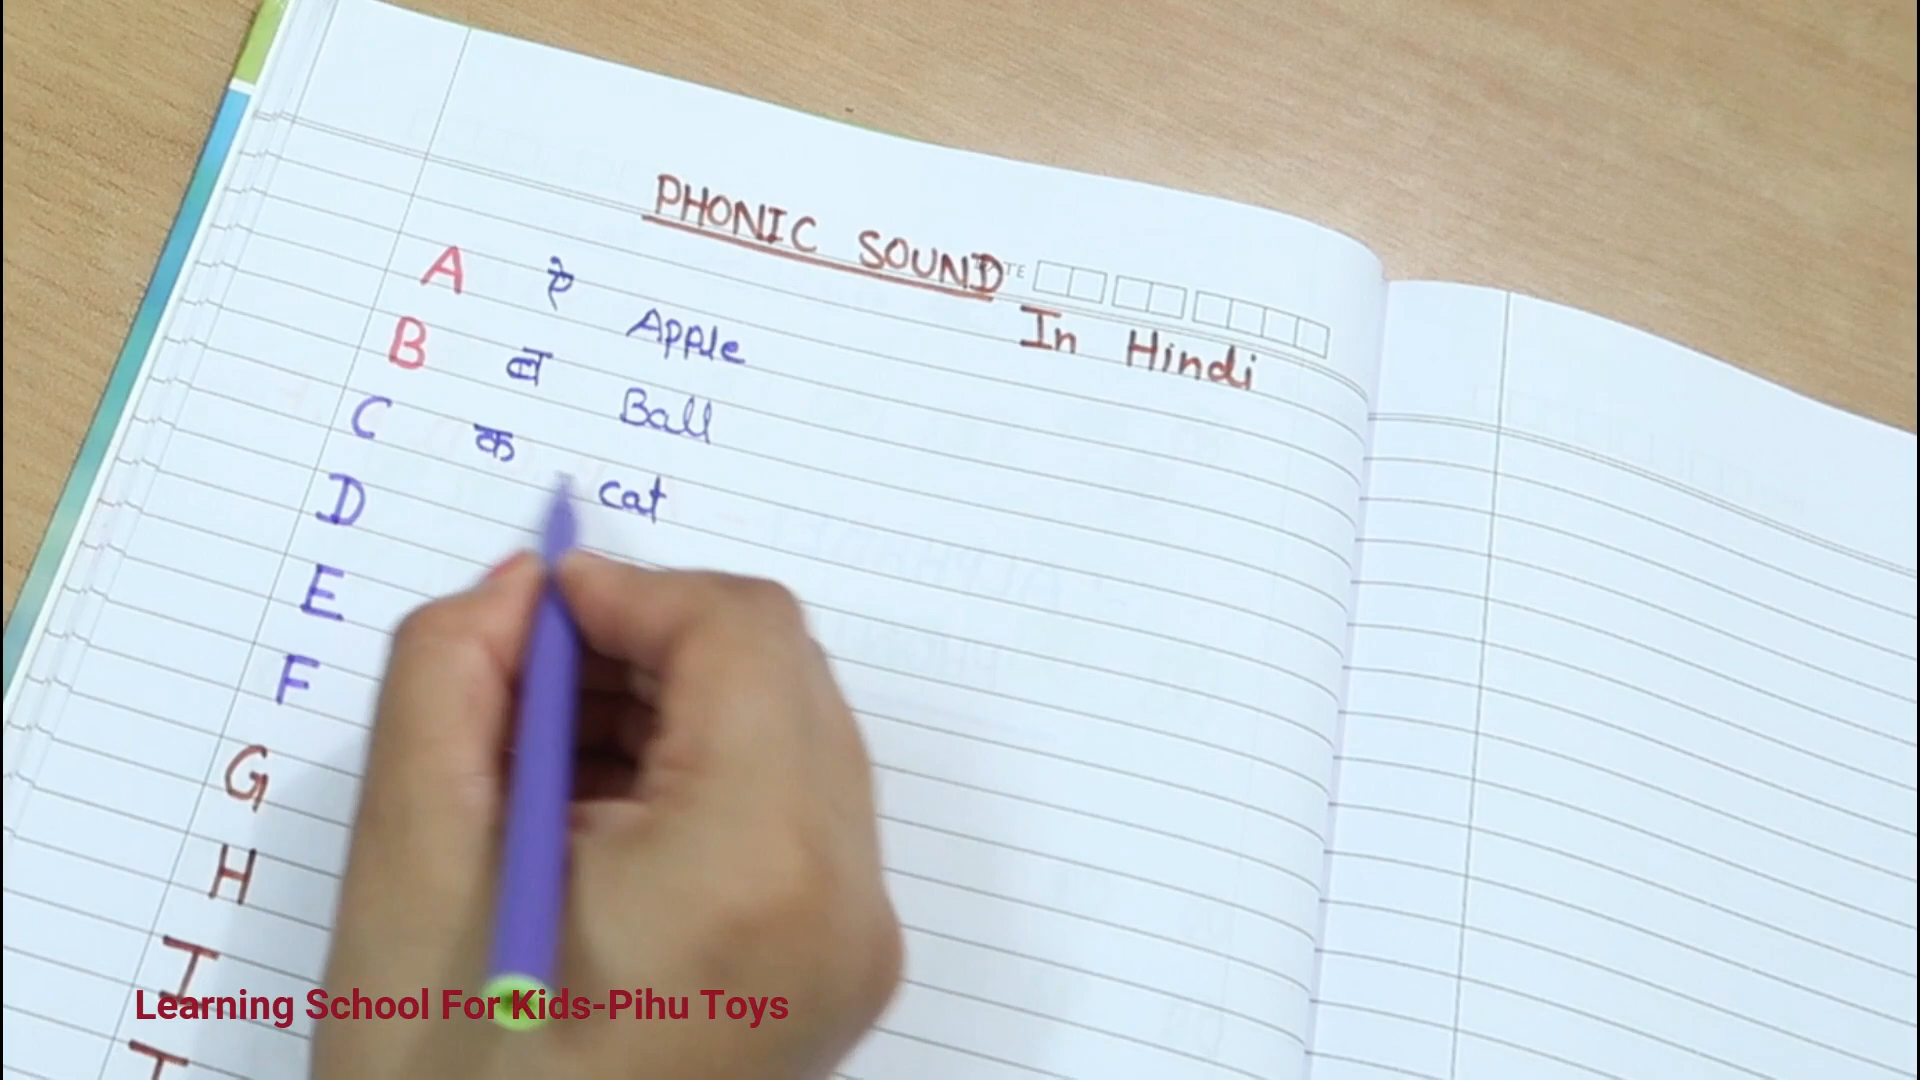 PHONIC SOUND
In Hindi
A ऐ Apple
B ब Ball
C क cat
D
E
F
G
H
I
Learning School For Kids-Pihu Toys